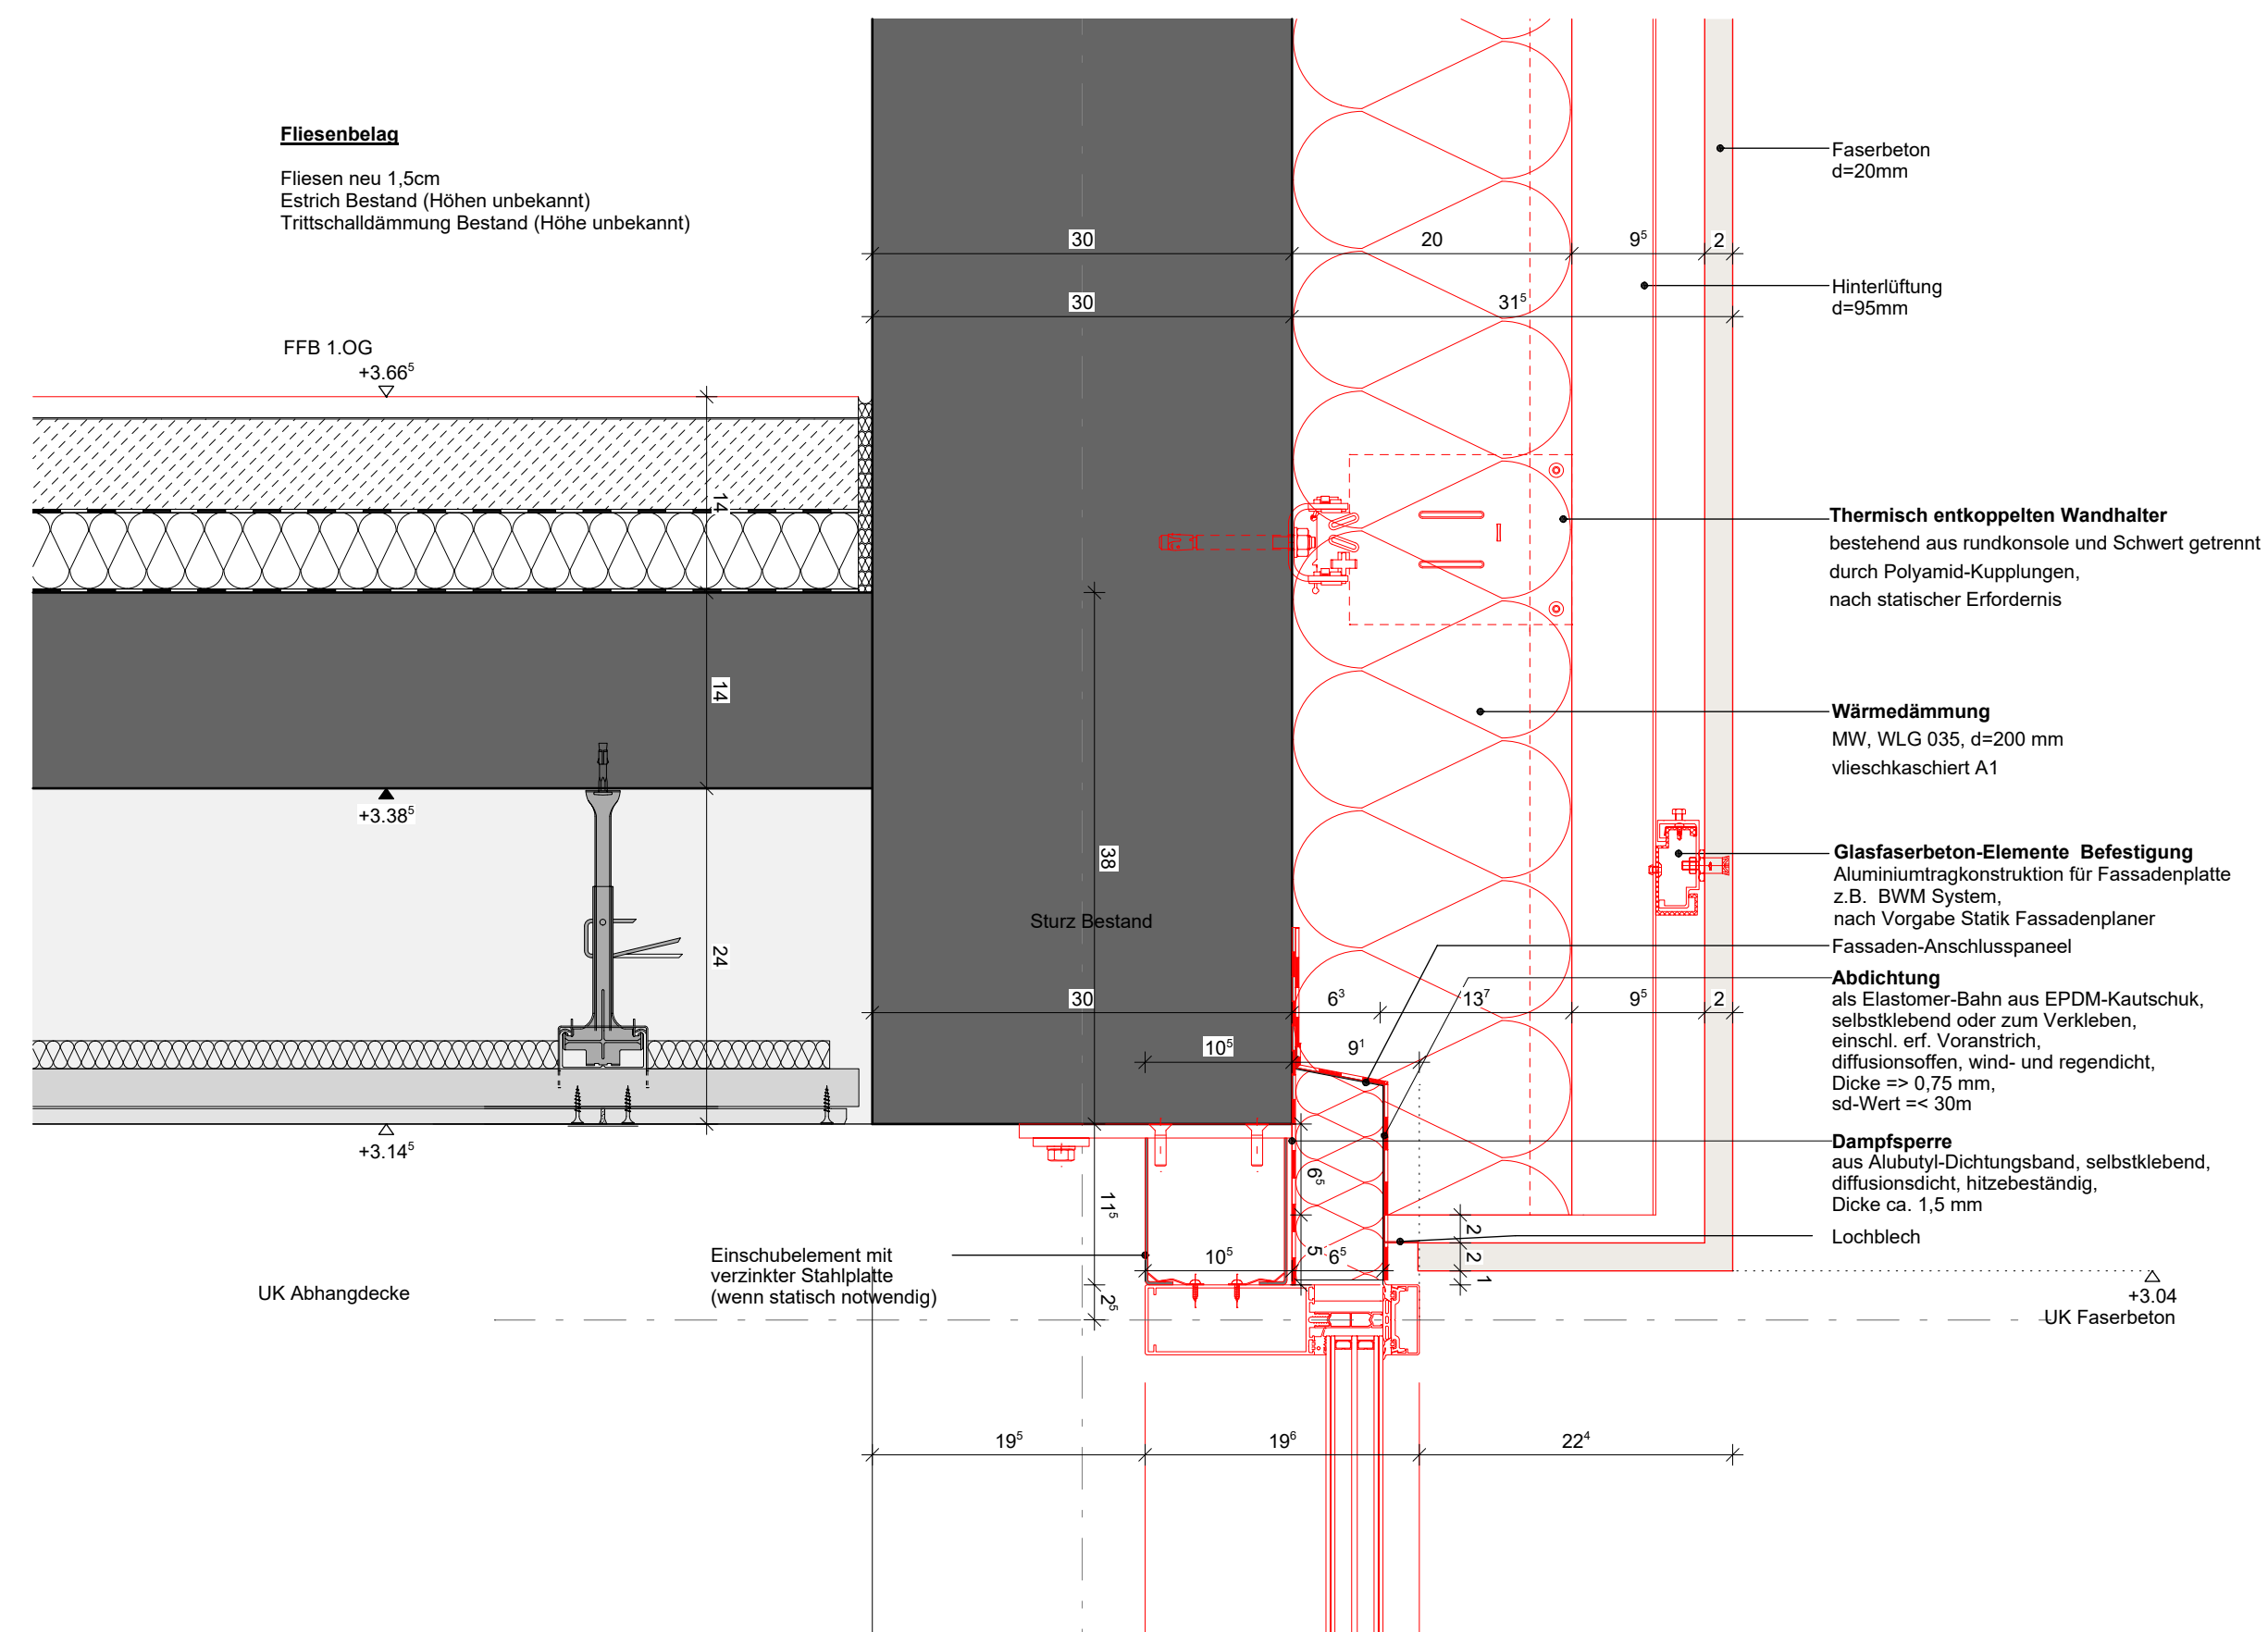 Fliesenbelag
Fliesen neu 1,5cm
Estrich Bestand (Höhen unbekannt)
Trittschalldämmung Bestand (Höhe unbekannt)
Faserbeton
d=20mm
30
20
9⁵
2
Hinterlüftung
d=95mm
30
31⁵
FFB 1.OG
+3.66⁵
14
Thermisch entkoppelten Wandhalter
bestehend aus rundkonsole und Schwert getrennt
durch Polyamid-Kupplungen,
nach statischer Erfordernis
14
Wärmedämmung
MW, WLG 035, d=200 mm
vlieschkaschiert A1
+3.38⁵
38
Glasfaserbeton-Elemente  Befestigung
Aluminiumtragkonstruktion für Fassadenplatte
z.B.  BWM System,
nach Vorgabe Statik Fassadenplaner
Sturz Bestand
24
Fassaden-Anschlusspaneel
Abdichtung
als Elastomer-Bahn aus EPDM-Kautschuk,
selbstklebend oder zum Verkleben,
einschl. erf. Voranstrich,
diffusionsoffen, wind- und regendicht,
Dicke => 0,75 mm,
sd-Wert =< 30m
30
6³
13⁷
9⁵
2
10⁵
9¹
Dampfsperre
aus Alubutyl-Dichtungsband, selbstklebend,
diffusionsdicht, hitzebeständig,
Dicke ca. 1,5 mm
+3.14⁵
6⁵
11⁵
Lochblech
2
2
1
5
10⁵
6⁵
Einschubelement mit
verzinkter Stahlplatte
(wenn statisch notwendig)
UK Abhangdecke
2⁵
+3.04
UK Faserbeton
19⁵
19⁶
22⁴